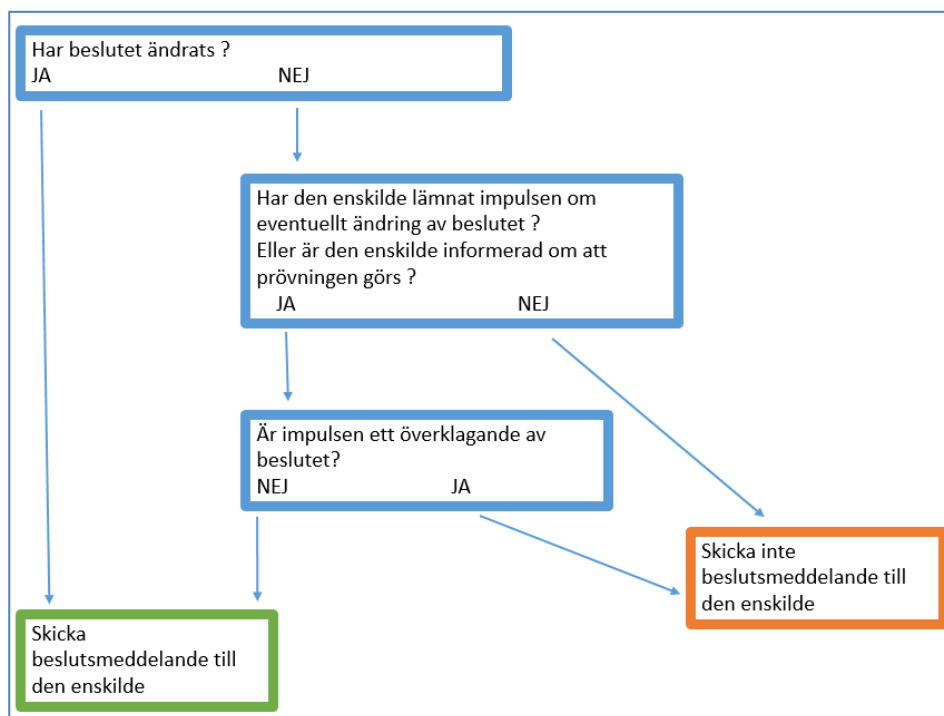 Har beslutet ändrats ?
JA NEJ
Har den enskilde lämnat impulsen om
eventuellt ändring av beslutet ?
Eller är den enskilde informerad om att
prövningen görs ?
JA NEJ
Är impulsen ett överklagande av
beslutet?
NEJ JA
Skicka inte
beslutsmeddelande till
den enskilde
Skicka
beslutsmeddelande till
den enskilde